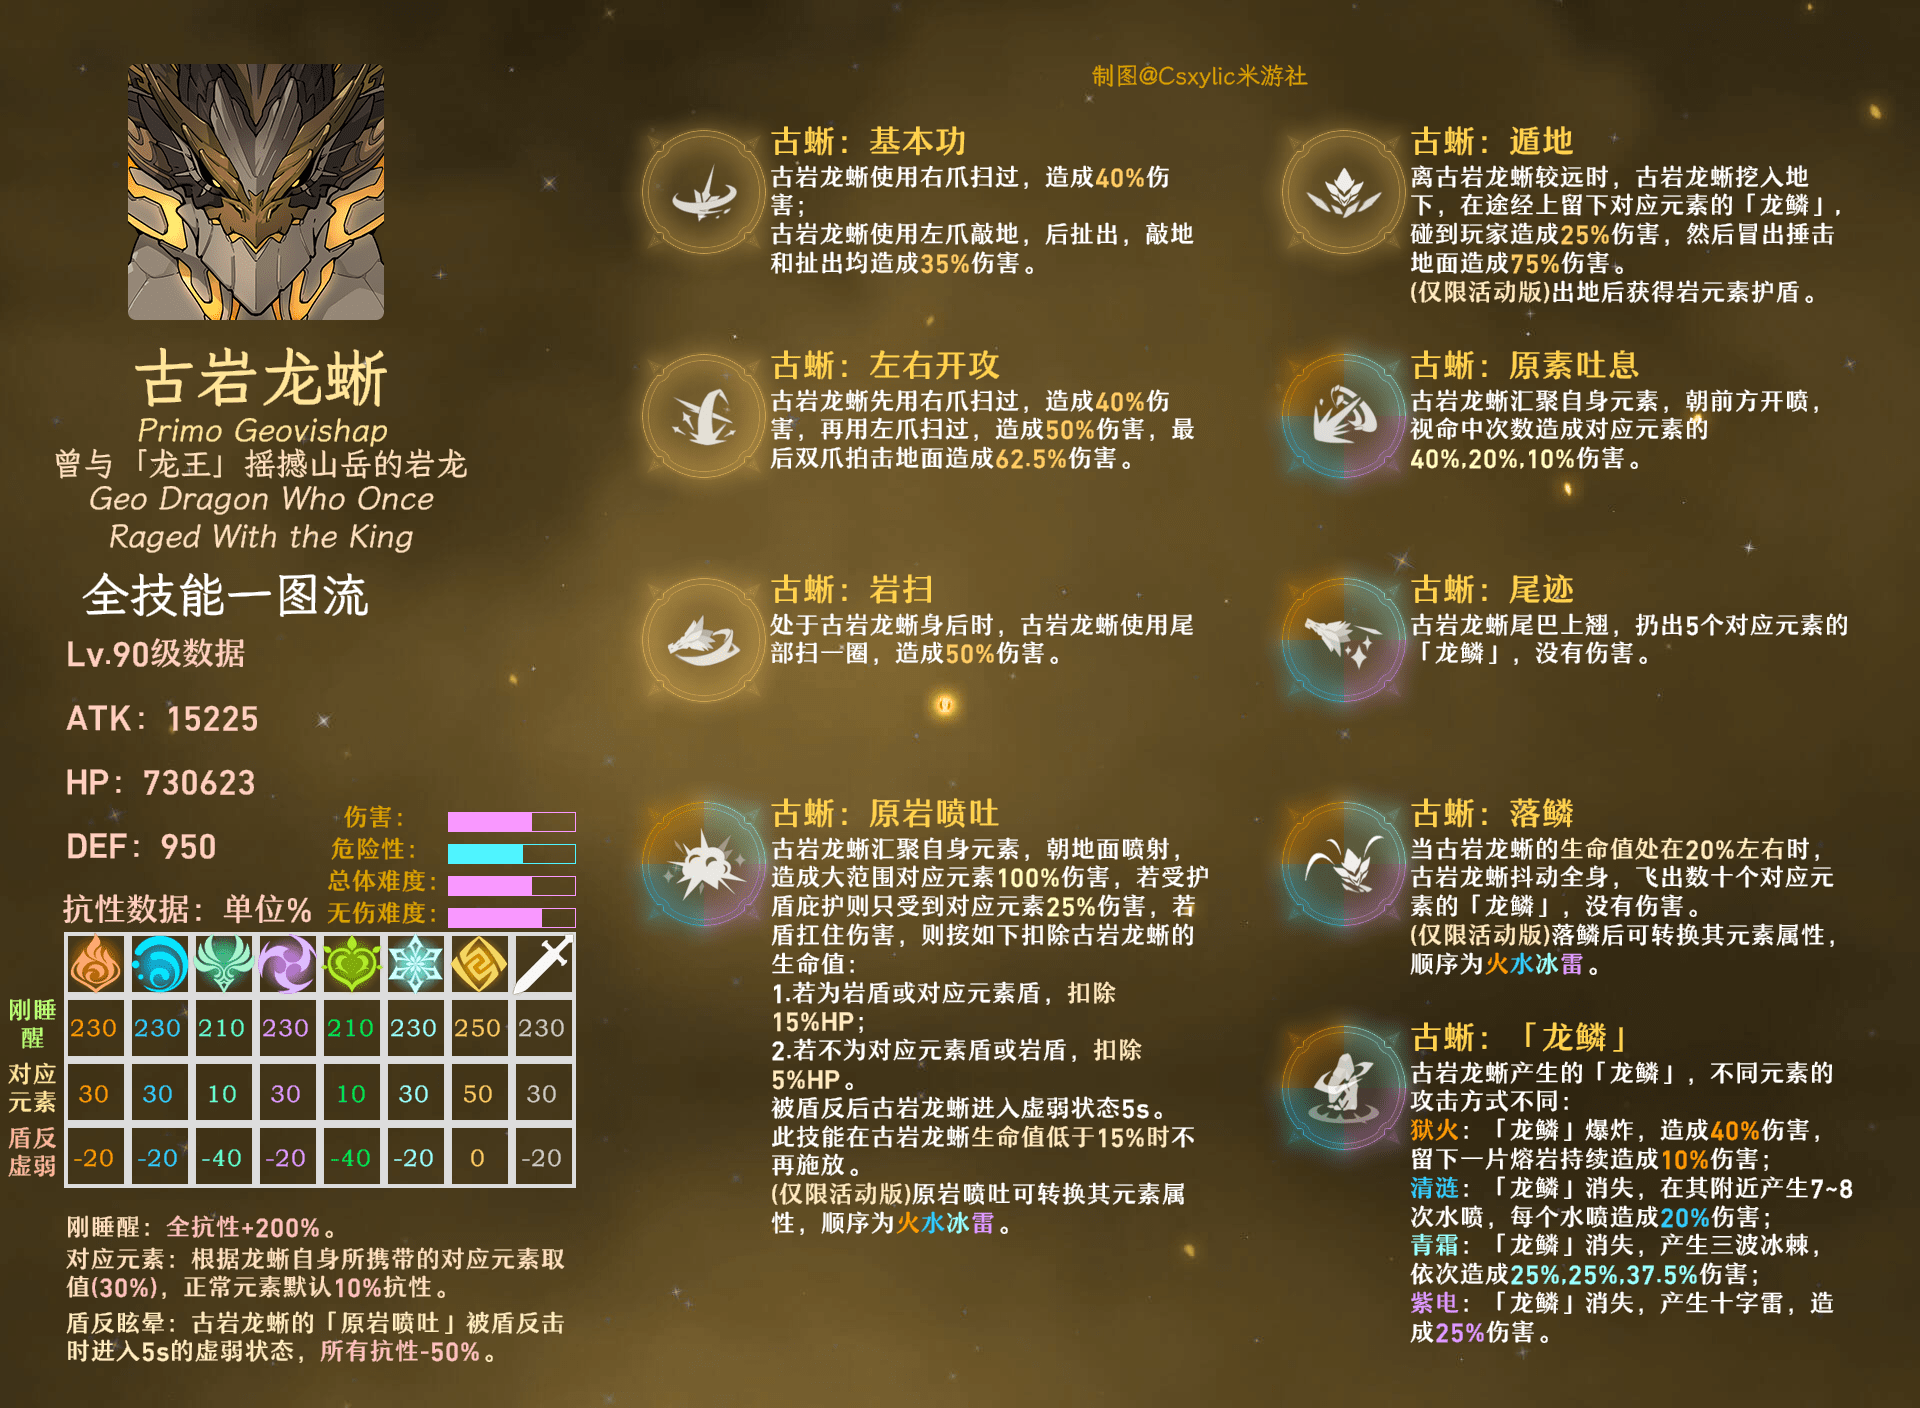 制图@Csxylic米游社
古岩龙蜥
Primo Geovishap
曾与「龙王」摇撼山岳的岩龙
Geo Dragon Who Once
Raged With the King
全技能一图流
Lv.90级数据
ATK：15225
HP：730623
DEF：950
伤害：
危险性：
总体难度：
无伤难度：
抗性数据：单位%
刚睡醒
230 230 210 230 210 230 250 230
对应
元素
30 30 10 30 10 30 50 30
盾反
虚弱
-20 -20 -40 -20 -40 -20 0 -20
刚睡醒：全抗性+200%。
对应元素：根据龙蜥自身所携带的对应元素取
值(30%)，正常元素默认10%抗性。
盾反眩晕：古岩龙蜥的「原岩喷吐」被盾反击
时进入5s的虚弱状态，所有抗性-50%。
古蜥：基本功
古岩龙蜥使用右爪扫过，造成40%伤
害；
古岩龙蜥使用左爪敲地，后扯出，敲地
和扯出均造成35%伤害。
古蜥：左右开攻
古岩龙蜥先用右爪扫过，造成40%伤
害，再用左爪扫过，造成50%伤害，最
后双爪拍击地面造成62.5%伤害。
古蜥：岩扫
处于古岩龙蜥身后时，古岩龙蜥使用尾
部扫一圈，造成50%伤害。
古蜥：原岩喷吐
古岩龙蜥汇聚自身元素，朝地面喷射，
造成大范围对应元素100%伤害，若受护
盾庇护则只受到对应元素25%伤害，若
盾扛住伤害，则按如下扣除古岩龙蜥的
生命值：
1.若为岩盾或对应元素盾，扣除
15%HP；
2.若不为对应元素盾或岩盾，扣除
5%HP。
被盾反后古岩龙蜥进入虚弱状态5s。
此技能在古岩龙蜥生命值低于15%时不
再施放。
(仅限活动版)原岩喷吐可转换其元素属
性，顺序为火水冰雷。
古蜥：遁地
离古岩龙蜥较远时，古岩龙蜥挖入地
下，在途经上留下对应元素的「龙鳞」，
碰到玩家造成25%伤害，然后冒出捶击
地面造成75%伤害。
(仅限活动版)出地后获得岩元素护盾。
古蜥：原素吐息
古岩龙蜥汇聚自身元素，朝前方开喷，
视命中次数造成对应元素的
40%,20%,10%伤害。
古蜥：尾迹
古岩龙蜥尾巴上翘，扔出5个对应元素的
「龙鳞」，没有伤害。
古蜥：落鳞
当古岩龙蜥的生命值处在20%左右时，
古岩龙蜥抖动全身，飞出数十个对应元
素的「龙鳞」，没有伤害。
(仅限活动版)落鳞后可转换其元素属性，
顺序为火水冰雷。
古蜥：「龙鳞」
古岩龙蜥产生的「龙鳞」，不同元素的
攻击方式不同：
狱火：「龙鳞」爆炸，造成40%伤害，
留下一片熔岩持续造成10%伤害；
清涟：「龙鳞」消失，在其附近产生7~8
次水喷，每个水喷造成20%伤害；
青霜：「龙鳞」消失，产生三波冰棘，
依次造成25%,25%,37.5%伤害；
紫电：「龙鳞」消失，产生十字雷，造
成25%伤害。